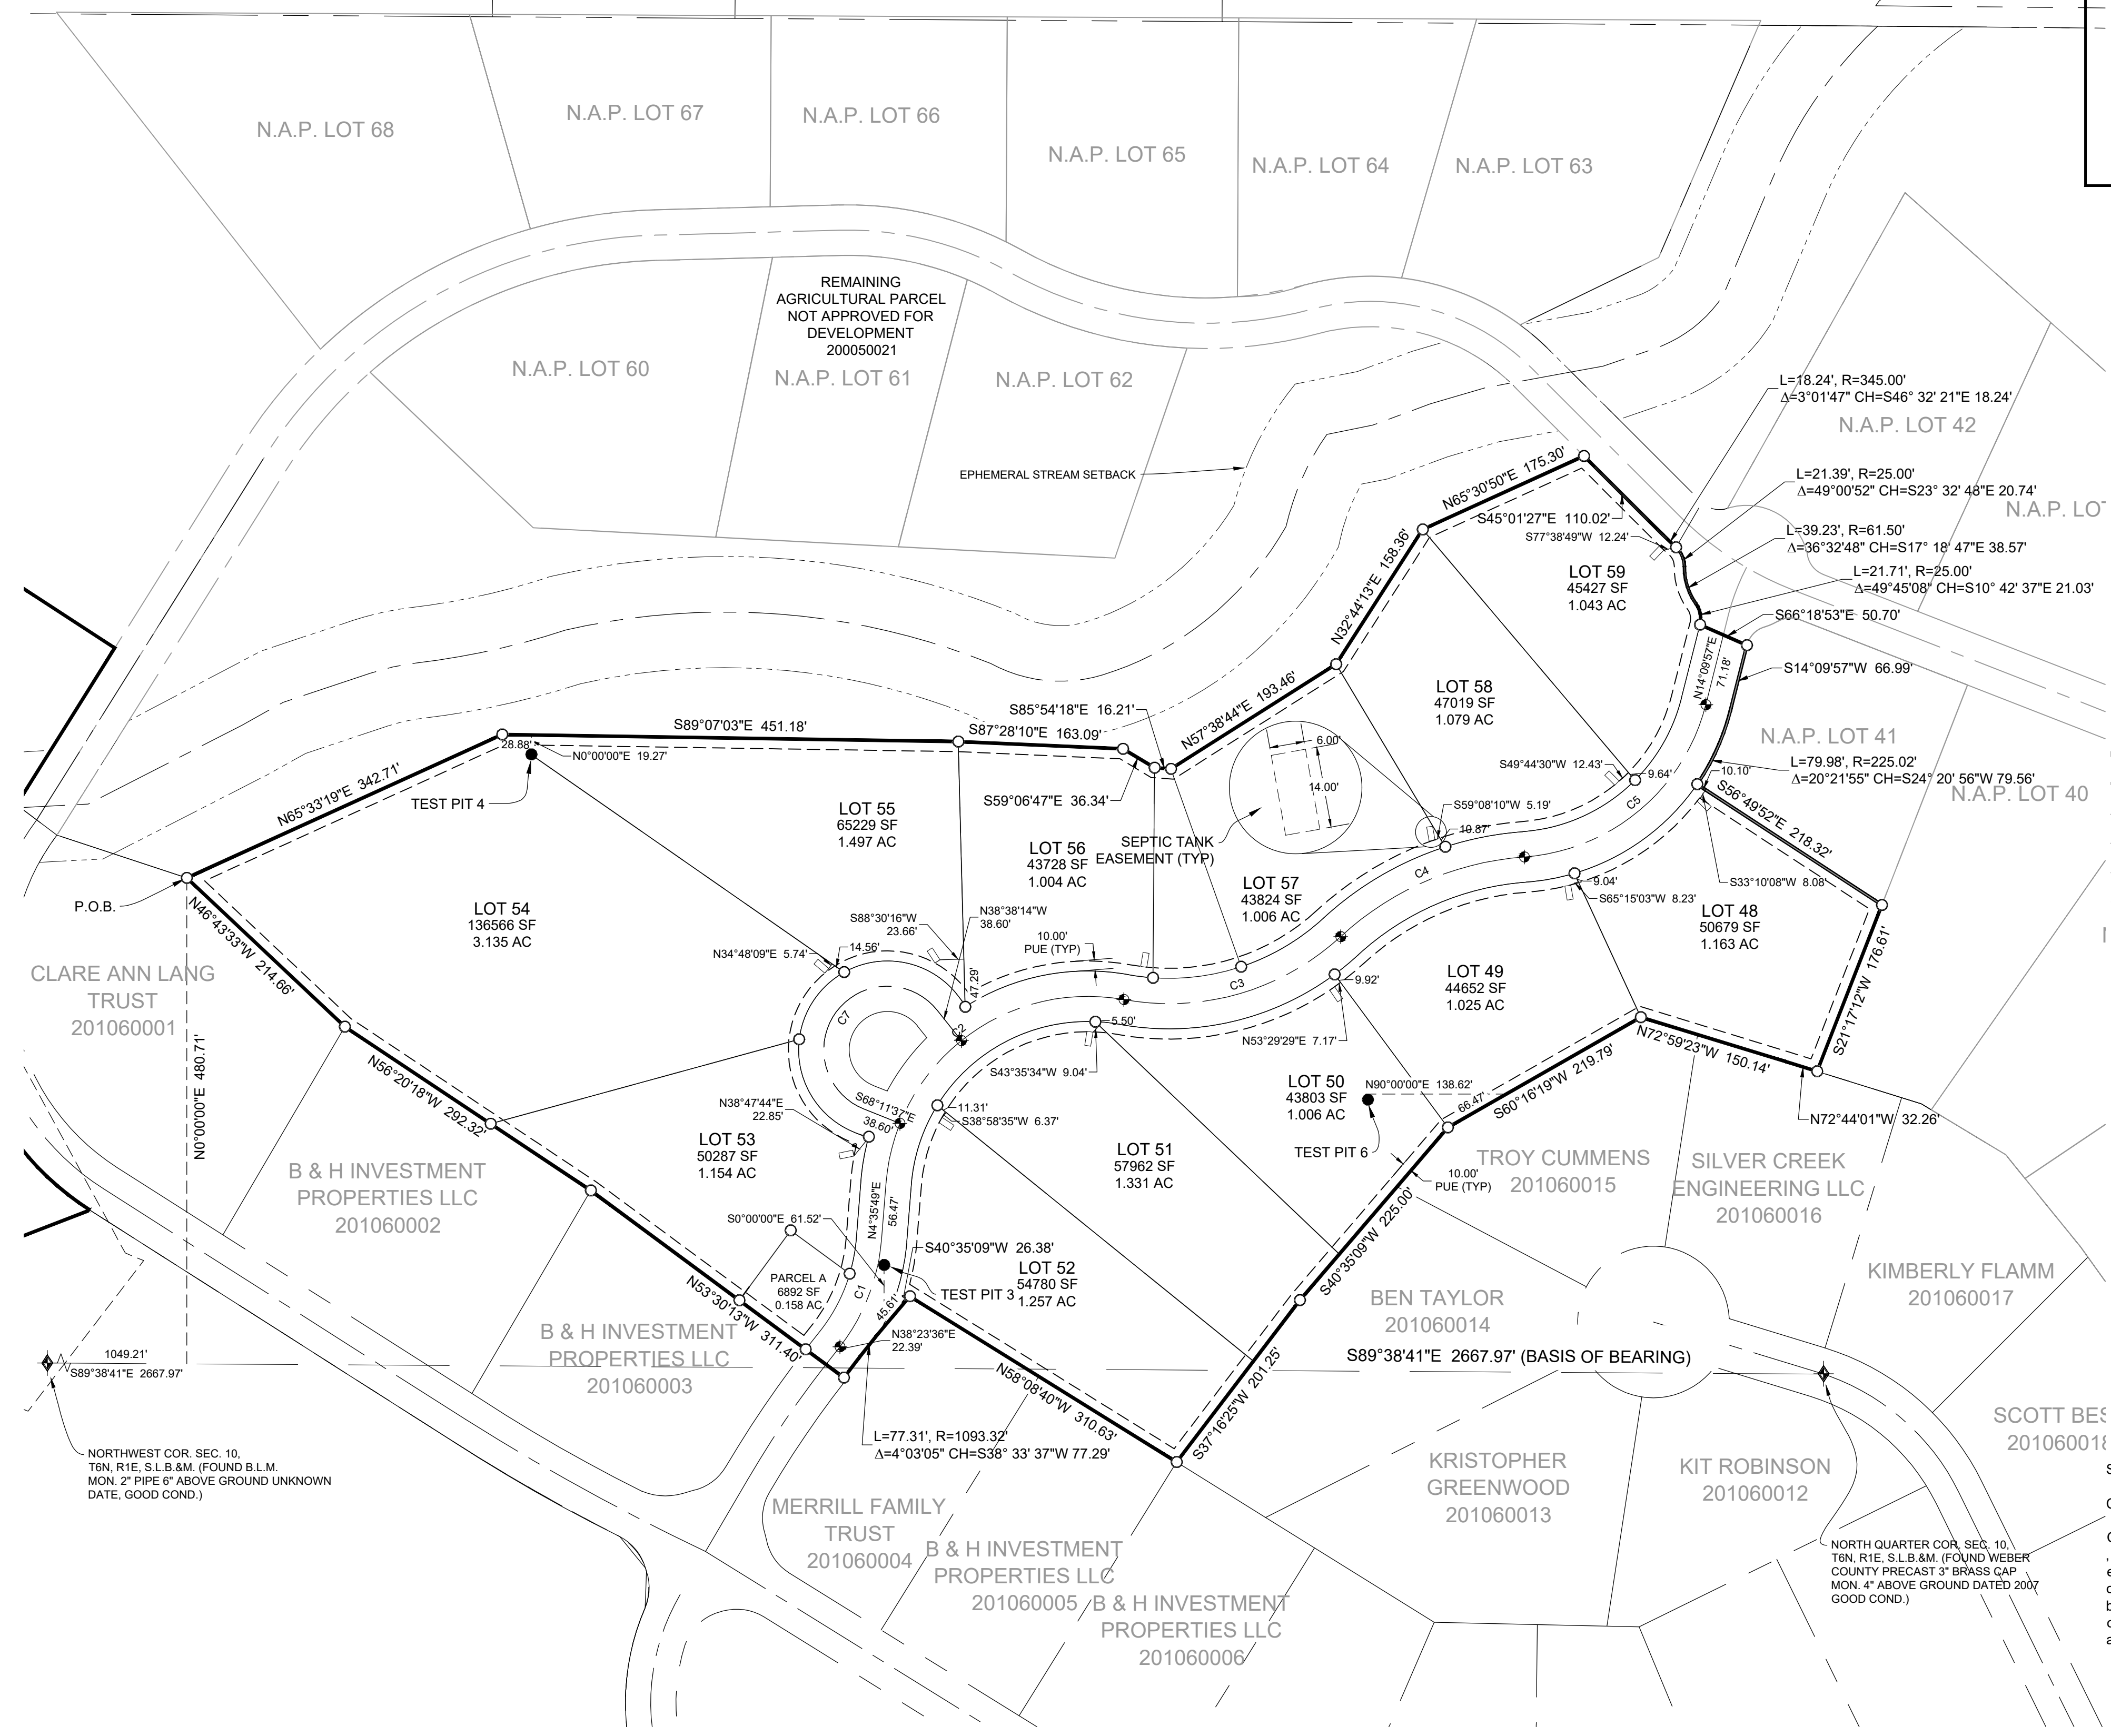 N.A.P. LOT 68
N.A.P. LOT 67
N.A.P. LOT 66
N.A.P. LOT 65
N.A.P. LOT 64
N.A.P. LOT 63
REMAINING
AGRICULTURAL PARCEL
NOT APPROVED FOR
DEVELOPMENT
200050021
N.A.P. LOT 60
N.A.P. LOT 61
N.A.P. LOT 62
L=18.24', R=345.00'
Δ=3°01'47" CH=S46° 32' 21"E 18.24'
N.A.P. LOT 42
EPHEMERAL STREAM SETBACK
L=21.39', R=25.00'
Δ=49°00'52" CH=S23° 32' 48"E 20.74'
N.A.P. LOT
N65°30'50"E 175.30'
S45°01'27"E 110.02'
S77°38'49"W 12.24'
L=39.23', R=61.50'
Δ=36°32'48" CH=S17° 18' 47"E 38.57'
L=21.71', R=25.00'
Δ=49°45'08" CH=S10° 42' 37"E 21.03'
LOT 59
45427 SF
1.043 AC
N32°44'13"E 158.36'
S66°18'53"E 50.70'
S14°09'57"W 66.99'
N14°09'57"E
71.18'
LOT 58
47019 SF
1.079 AC
N57°38'44"E 193.46'
S85°54'18"E 16.21'
S89°07'03"E 451.18'
S87°28'10"E 163.09'
28.88'
N0°00'00"E 19.27'
N65°33'19"E 342.71'
TEST PIT 4
S59°06'47"E 36.34'
6.00'
14.00'
S49°44'30"W 12.43'
9.64'
C5
10.10'
N.A.P. LOT 41
L=79.98', R=225.02'
Δ=20°21'55" CH=S24° 20' 56"W 79.56'
N.A.P. LOT 40
S56°49'52"E 218.32'
LOT 55
65229 SF
1.497 AC
S59°08'10"W 5.19'
10.87'
SEPTIC TANK
EASEMENT (TYP)
LOT 56
43728 SF
1.004 AC
C4
LOT 57
43824 SF
1.006 AC
9.04'
S65°15'03"W 8.23'
S33°10'08"W 8.08'
P.O.B.
LOT 54
136566 SF
3.135 AC
N46°43'33"W 214.66'
S88°30'16"W
23.66'
N38°38'14"W
38.60'
10.00'
PUE (TYP)
N34°48'09"E 5.74'
14.56'
47.29'
C3
LOT 48
50679 SF
1.163 AC
S21°17'12"W 176.61'
LOT 49
44652 SF
1.025 AC
9.92'
CLARE ANN LANG
TRUST
201060001
N0°00'00"E 480.71'
C7
C2
5.50'
N53°29'29"E 7.17'
N72°59'23"W 150.14'
N56°20'18"W 292.32'
S43°35'34"W 9.04'
LOT 50
43803 SF
1.006 AC
N90°00'00"E 138.62'
66.47'
S60°16'19"W 219.79'
N72°44'01"W 32.26'
S68°11'37"E
38.60'
N38°47'44"E
22.85'
11.31'
S38°58'35"W 6.37'
LOT 53
50287 SF
1.154 AC
LOT 51
57962 SF
1.331 AC
TEST PIT 6
10.00'
PUE (TYP)
TROY CUMMENS
201060015
SILVER CREEK
ENGINEERING LLC
201060016
B & H INVESTMENT
PROPERTIES LLC
201060002
N4°35'49"E
56.47'
S0°00'00"E 61.52'
S40°35'09"W 26.38'
S40°35'09"W 225.00'
LOT 52
54780 SF
1.257 AC
PARCEL A
6892 SF
0.158 AC
C1
45.61'
TEST PIT 3
N53°30'13"W 311.40'
KIMBERLY FLAMM
201060017
BEN TAYLOR
201060014
B & H INVESTMENT
PROPERTIES LLC
201060003
N38°23'36"E
22.39'
1049.21'
S89°38'41"E 2667.97'
S89°38'41"E 2667.97' (BASIS OF BEARING)
N58°08'40"W 310.63'
S37°16'25"W 201.25'
L=77.31', R=1093.32'
Δ=4°03'05" CH=S38° 33' 37"W 77.29'
SCOTT BES
201060018
NORTHWEST COR. SEC. 10,
T6N, R1E, S.L.B.&M. (FOUND B.L.M.
MON. 2" PIPE 6" ABOVE GROUND UNKNOWN
DATE, GOOD COND.)
KRISTOPHER
GREENWOOD
201060013
KIT ROBINSON
201060012
MERRILL FAMILY
TRUST
201060004
B & H INVESTMENT
PROPERTIES LLC
201060005
B & H INVESTMENT
PROPERTIES LLC
201060006
NORTH QUARTER COR. SEC. 10,
T6N, R1E, S.L.B.&M. (FOUND WEBER
COUNTY PRECAST 3" BRASS CAP
MON. 4" ABOVE GROUND DATED 2007
GOOD COND.)